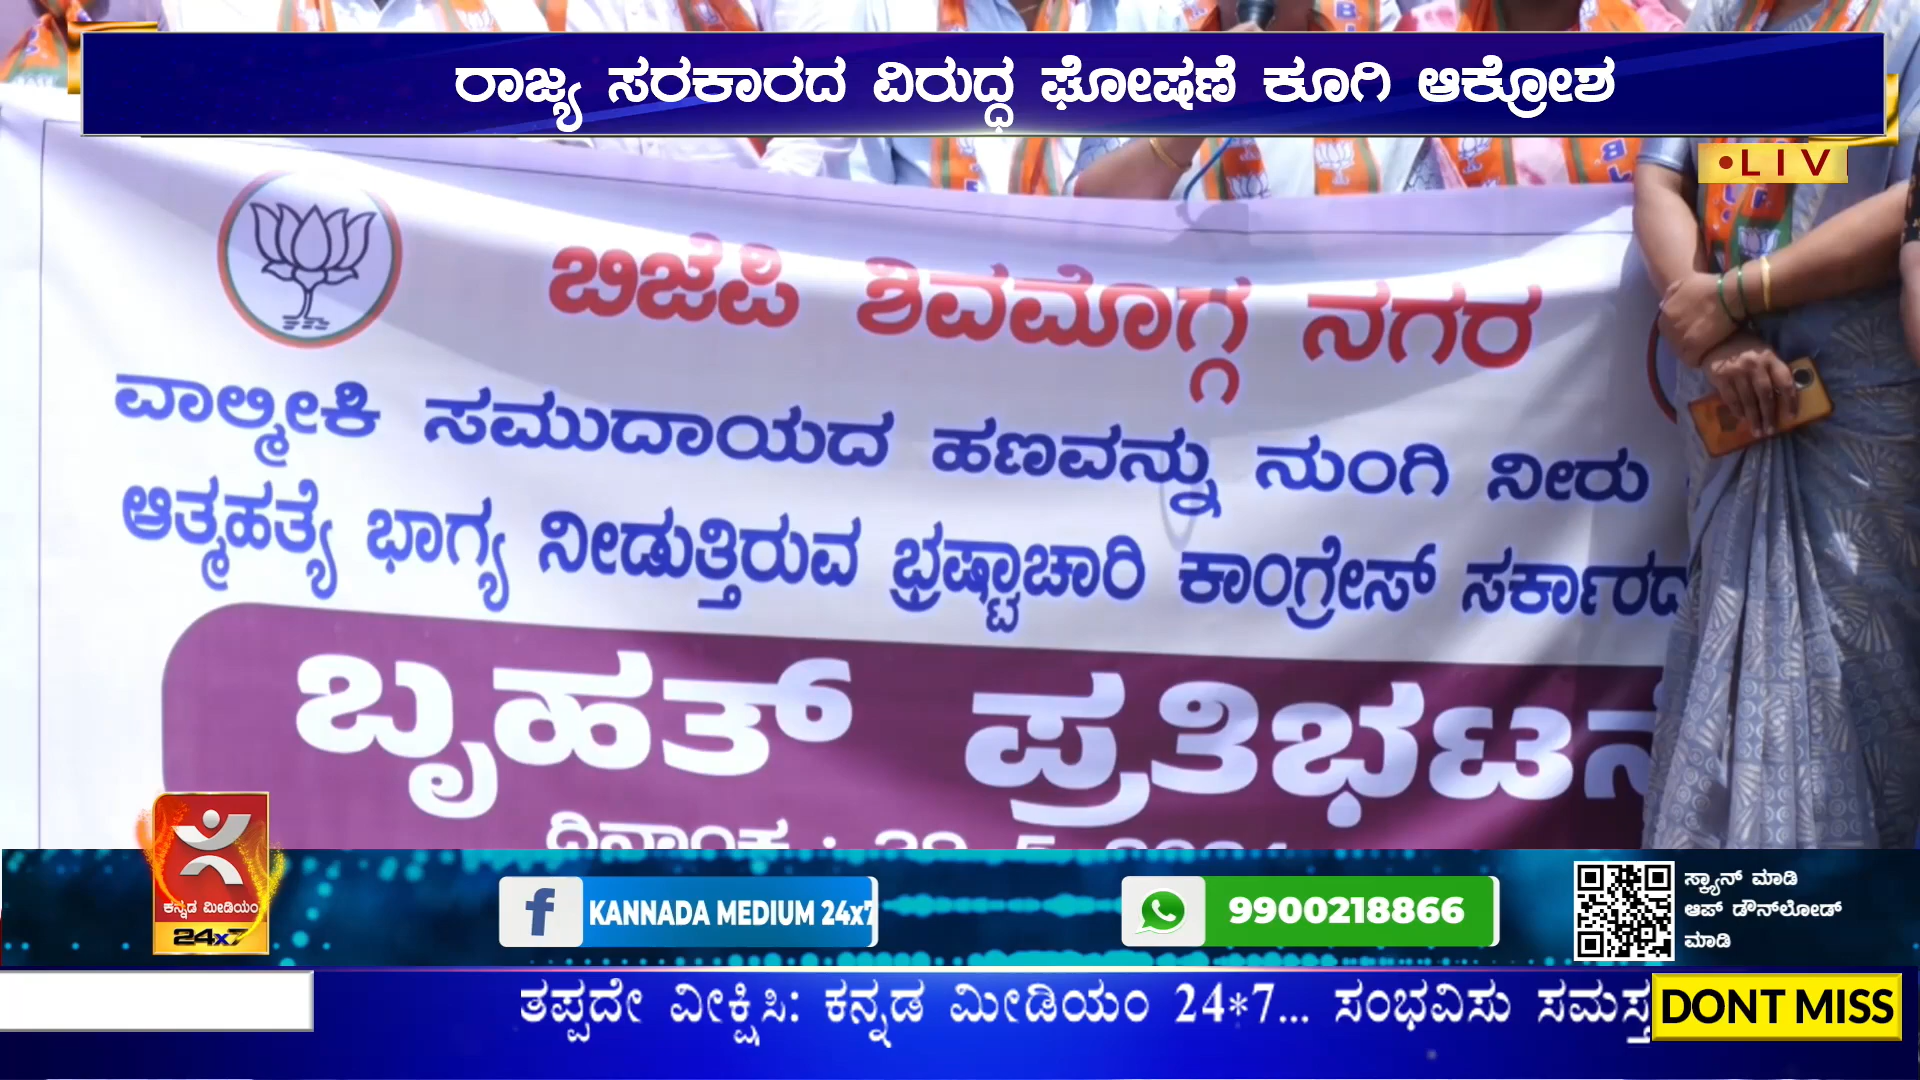 ರಾಜ್ಯ ಸರಕಾರದ ವಿರುದ್ಧ ಘೋಷಣೆ ಕೂಗಿ ಆಕ್ರೋಶ
LIV
ಬಿಜೆಪಿ ಶಿವಮೊಗ್ಗ ನಗರ
ವಾಲ್ಮೀಕಿ ಸಮುದಾಯದ ಹಣವನ್ನು ನುಂಗಿ ನೀರು
ಆತ್ಮಹತ್ಯೆ ಭಾಗ್ಯ ನೀಡುತ್ತಿರುವ ಭ್ರಷ್ಟಾಚಾರಿ ಕಾಂಗ್ರೇಸ್ ಸರ್ಕಾರದ
ಬೃಹತ್ ಪ್ರತಿಭಟನೆ
ದಿನಾಂಕ :
ಕನ್ನಡ ಮೀಡಿಯಂ
24x7
KANNADA MEDIUM 24x7
9900218866
ಸ್ಕ್ಯಾನ್ ಮಾಡಿ
ಆಪ್ ಡೌನ್‌ಲೋಡ್
ಮಾಡಿ
ತಪ್ಪದೇ ವೀಕ್ಷಿಸಿ: ಕನ್ನಡ ಮೀಡಿಯಂ 24*7... ಸಂಭವಿಸು ಸಮಸ್ತ
DONT MISS